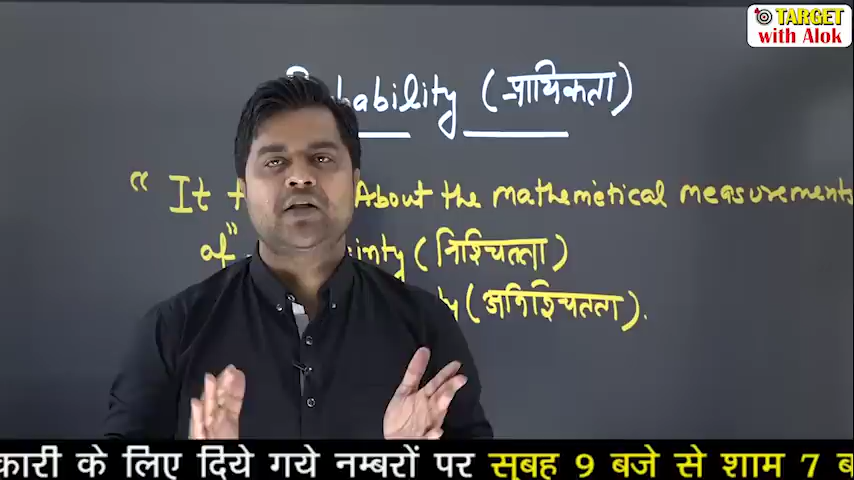 TARGET
with Alok
bability (प्रायिकता)
" It About the mathemetical measurements
of" inty (निश्चितता)
y (अनिश्चितता).
कारी के लिए दिये गये नम्बरों पर सुबह 9 बजे से शाम 7 ब